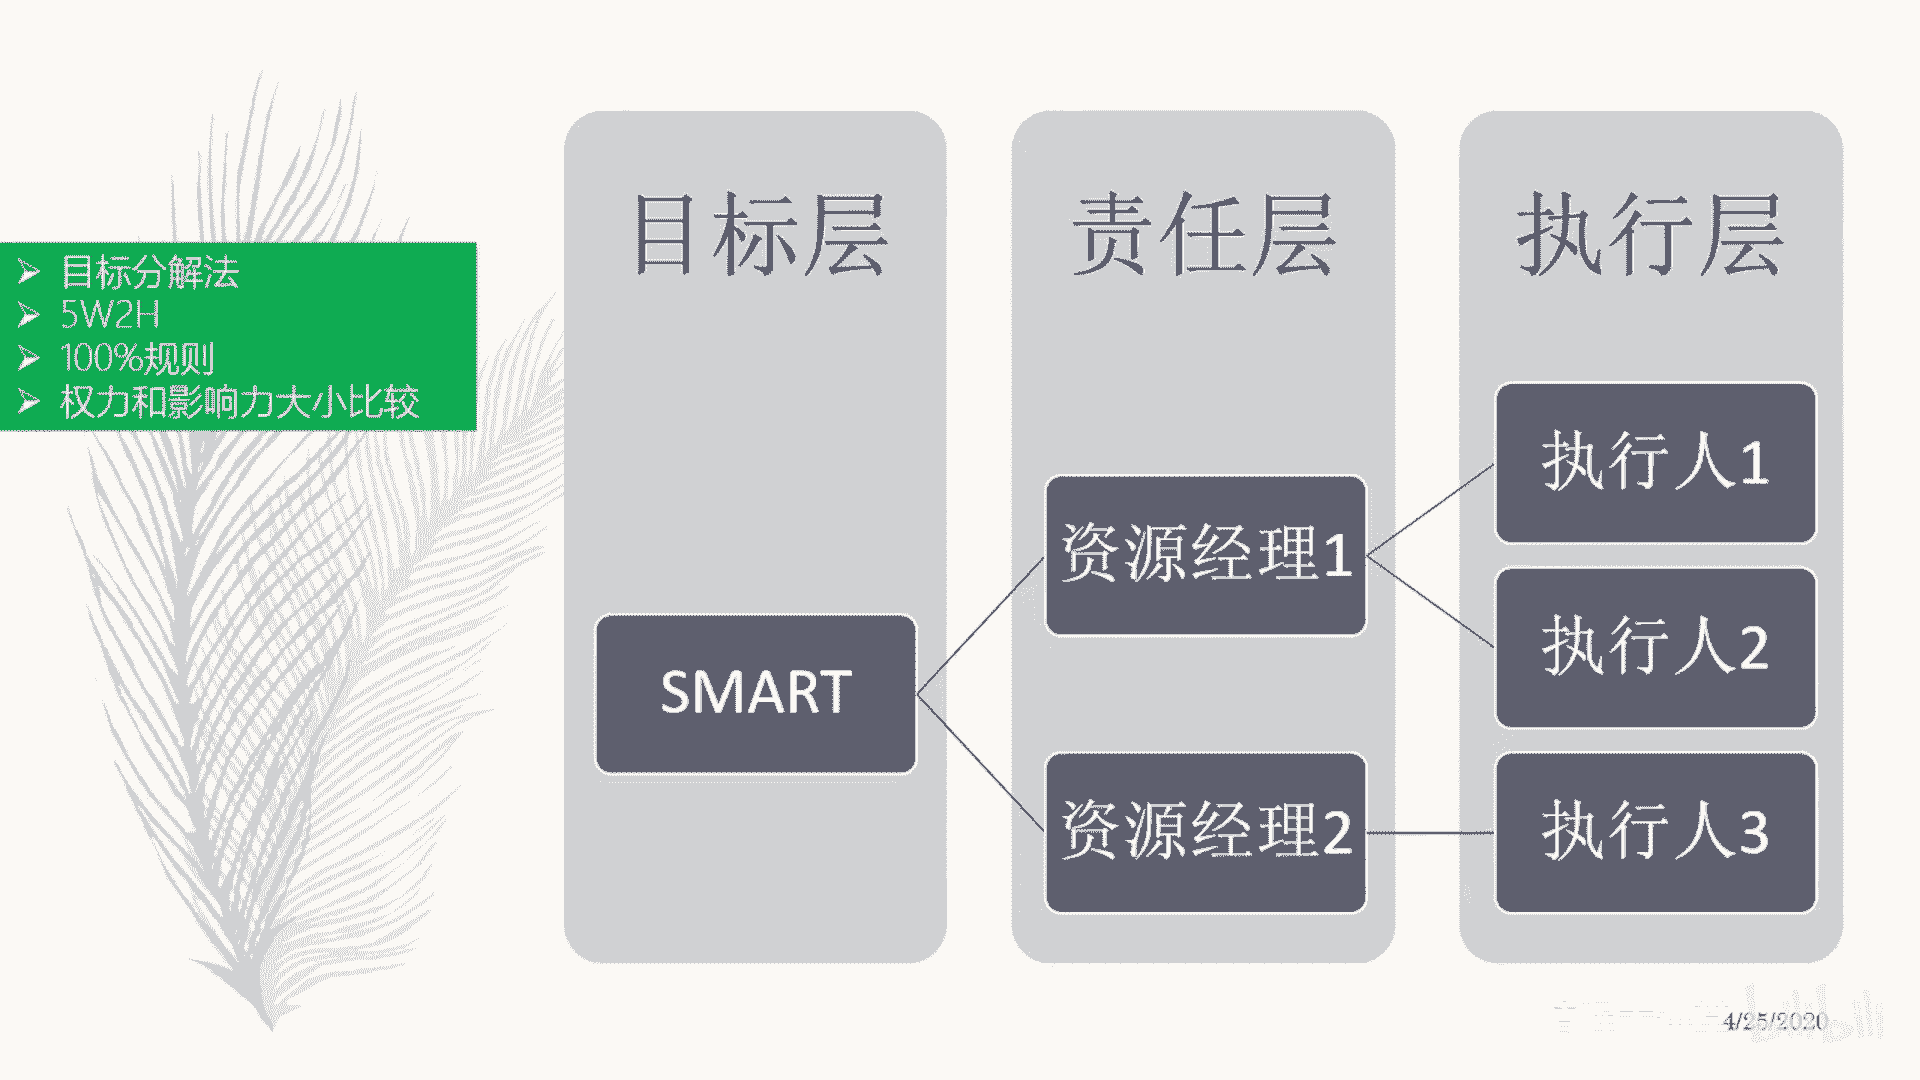 目标分解法
5W2H
100%规则
权力和影响力大小比较
目标层
责任层
执行层
SMART
资源经理1
资源经理2
执行人1
执行人2
执行人3
4/25/2020
bilibili